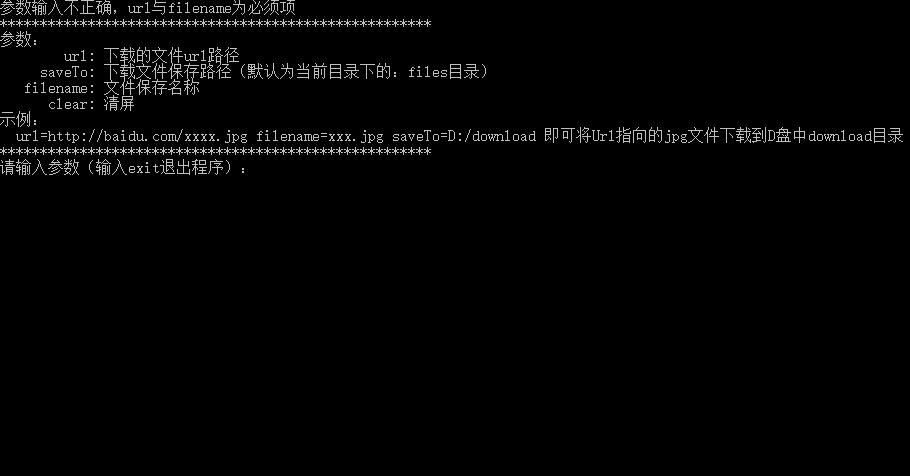 参数输入不正确，url与filename为必须项
******************************************************
参数：
url: 下载的文件url路径
saveTo: 下载文件保存路径（默认为当前目录下的：files目录）
filename: 文件保存名称
clear: 清屏
示例：
url=http://baidu.com/xxxx.jpg filename=xxx.jpg saveTo=D:/download 即可将Url指向的jpg文件下载到D盘中download目录
******************************************************
请输入参数（输入exit退出程序）：